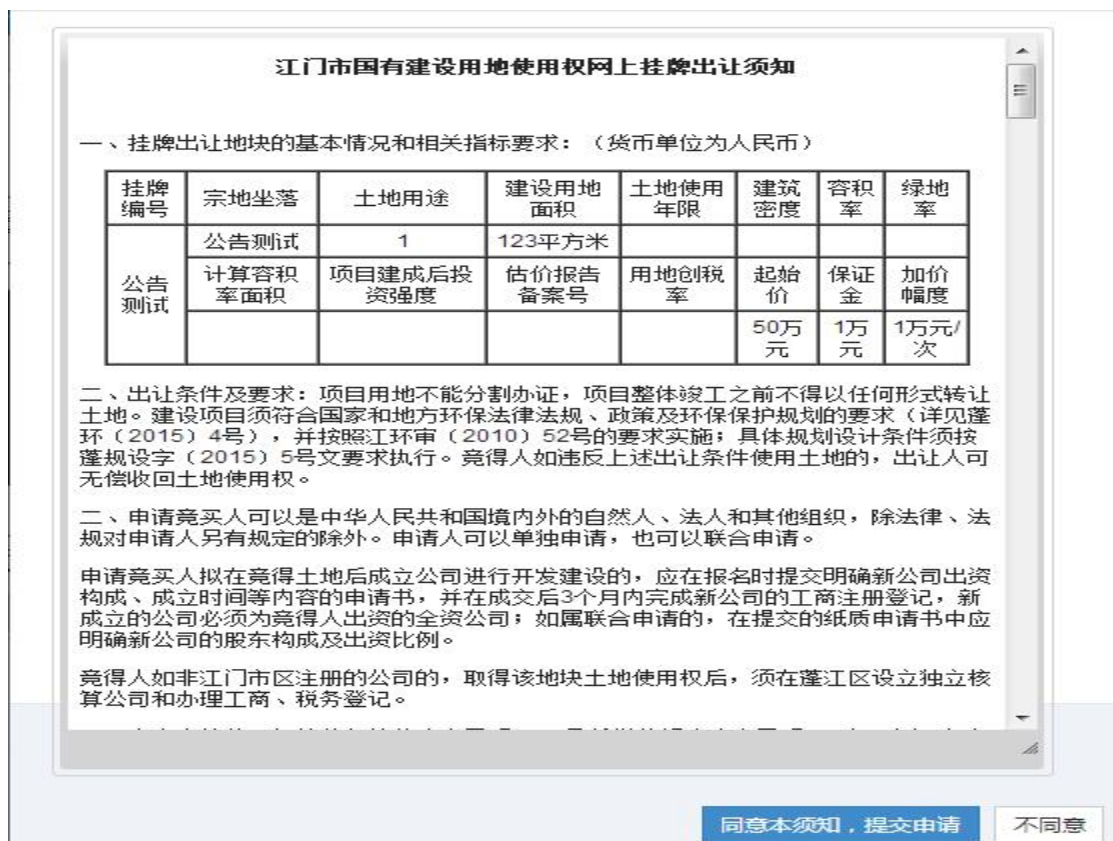 江门市国有建设用地使用权网上挂牌出让须知
一、挂牌出让地块的基本情况和相关指标要求：（货币单位为人民币）
挂牌编号 宗地坐落 土地用途 建设用地面积 土地使用年限 建筑密度 容积率 绿地率
公告测试 公告测试 1 123平方米
计算容积率面积 项目建成后投资强度 估价报告备案号 用地创税率 起始价 保证金 加价幅度
50万元 1万元 1万元/次
二、出让条件及要求：项目用地不能分割办证，项目整体竣工之前不得以任何形式转让
土地。建设项目须符合国家和地方环保法律法规、政策及环保保护规划的要求（详见蓬
环（2015）4号），并按照江环审（2010）52号的要求实施；具体规划设计条件须按
蓬规设字（2015）5号文要求执行。竞得人如违反上述出让条件使用土地的，出让人可
无偿收回土地使用权。
二、申请竞买人可以是中华人民共和国境内外的自然人、法人和其他组织，除法律、法
规对申请人另有规定的除外。申请人可以单独申请，也可以联合申请。
申请竞买人拟在竞得土地后成立公司进行开发建设的，应在报名时提交明确新公司出资
构成、成立时间等内容的申请书，并在成交后3个月内完成新公司的工商注册登记，新
成立的公司必须为竞得人出资的全资公司；如属联合申请的，在提交的纸质申请书中应
明确新公司的股东构成及出资比例。
竞得人如非江门市区注册的公司的，取得该地块土地使用权后，须在蓬江区设立独立核
算公司和办理工商、税务登记。
同意本须知，提交申请 不同意